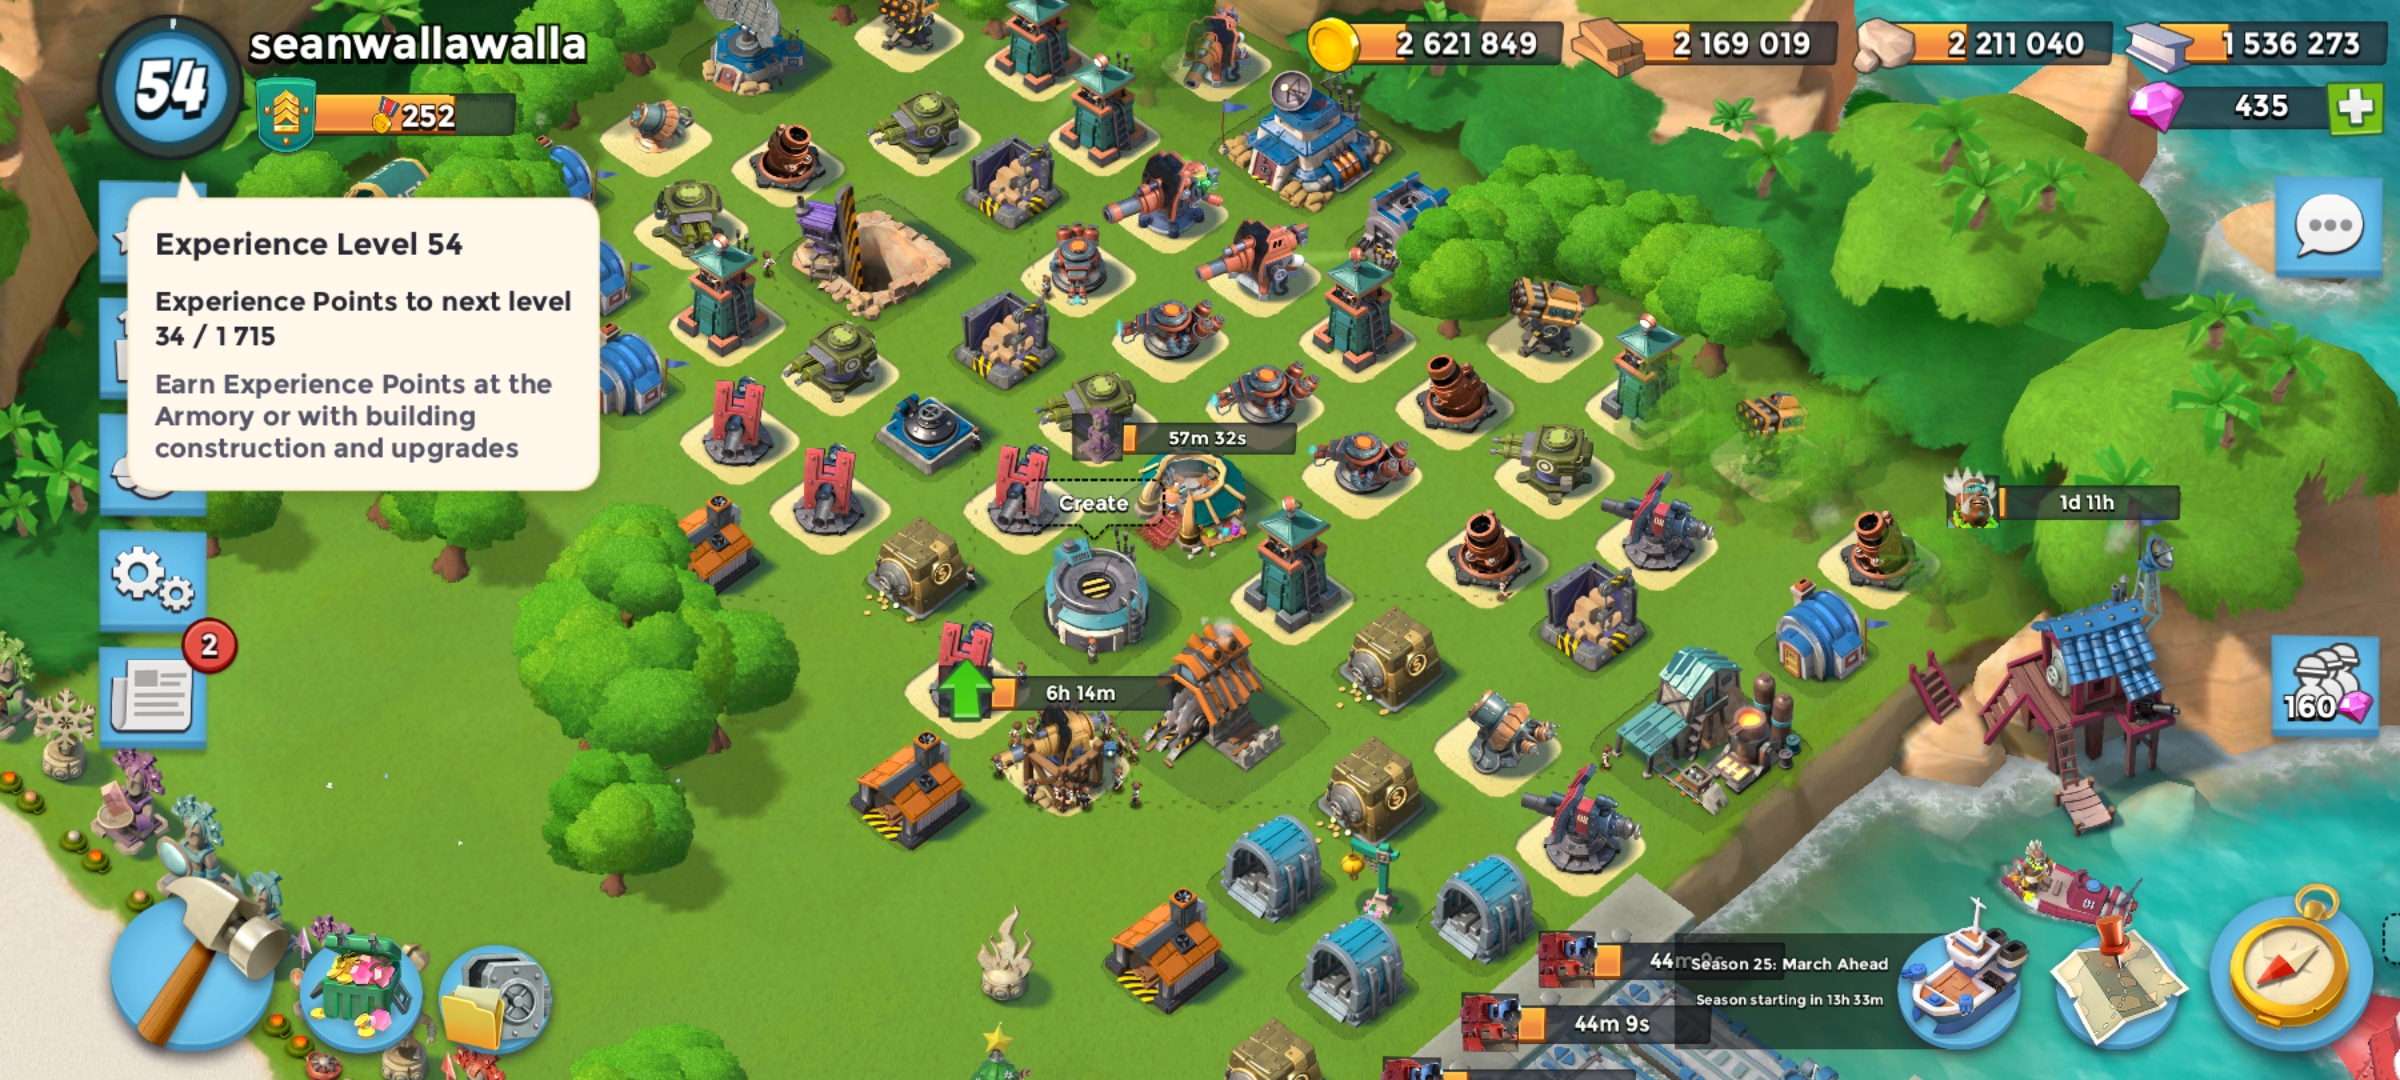 54
seanwallawalla
252
2 621 849
2 169 019
2 211 040
1 536 273
435
Experience Level 54
Experience Points to next level
34 / 1 715
Earn Experience Points at the
Armory or with building
construction and upgrades
57m 32s
Create
1d 11h
2
6h 14m
160
44m 9s
Season 25: March Ahead
Season starting in 13h 33m
44m 9s